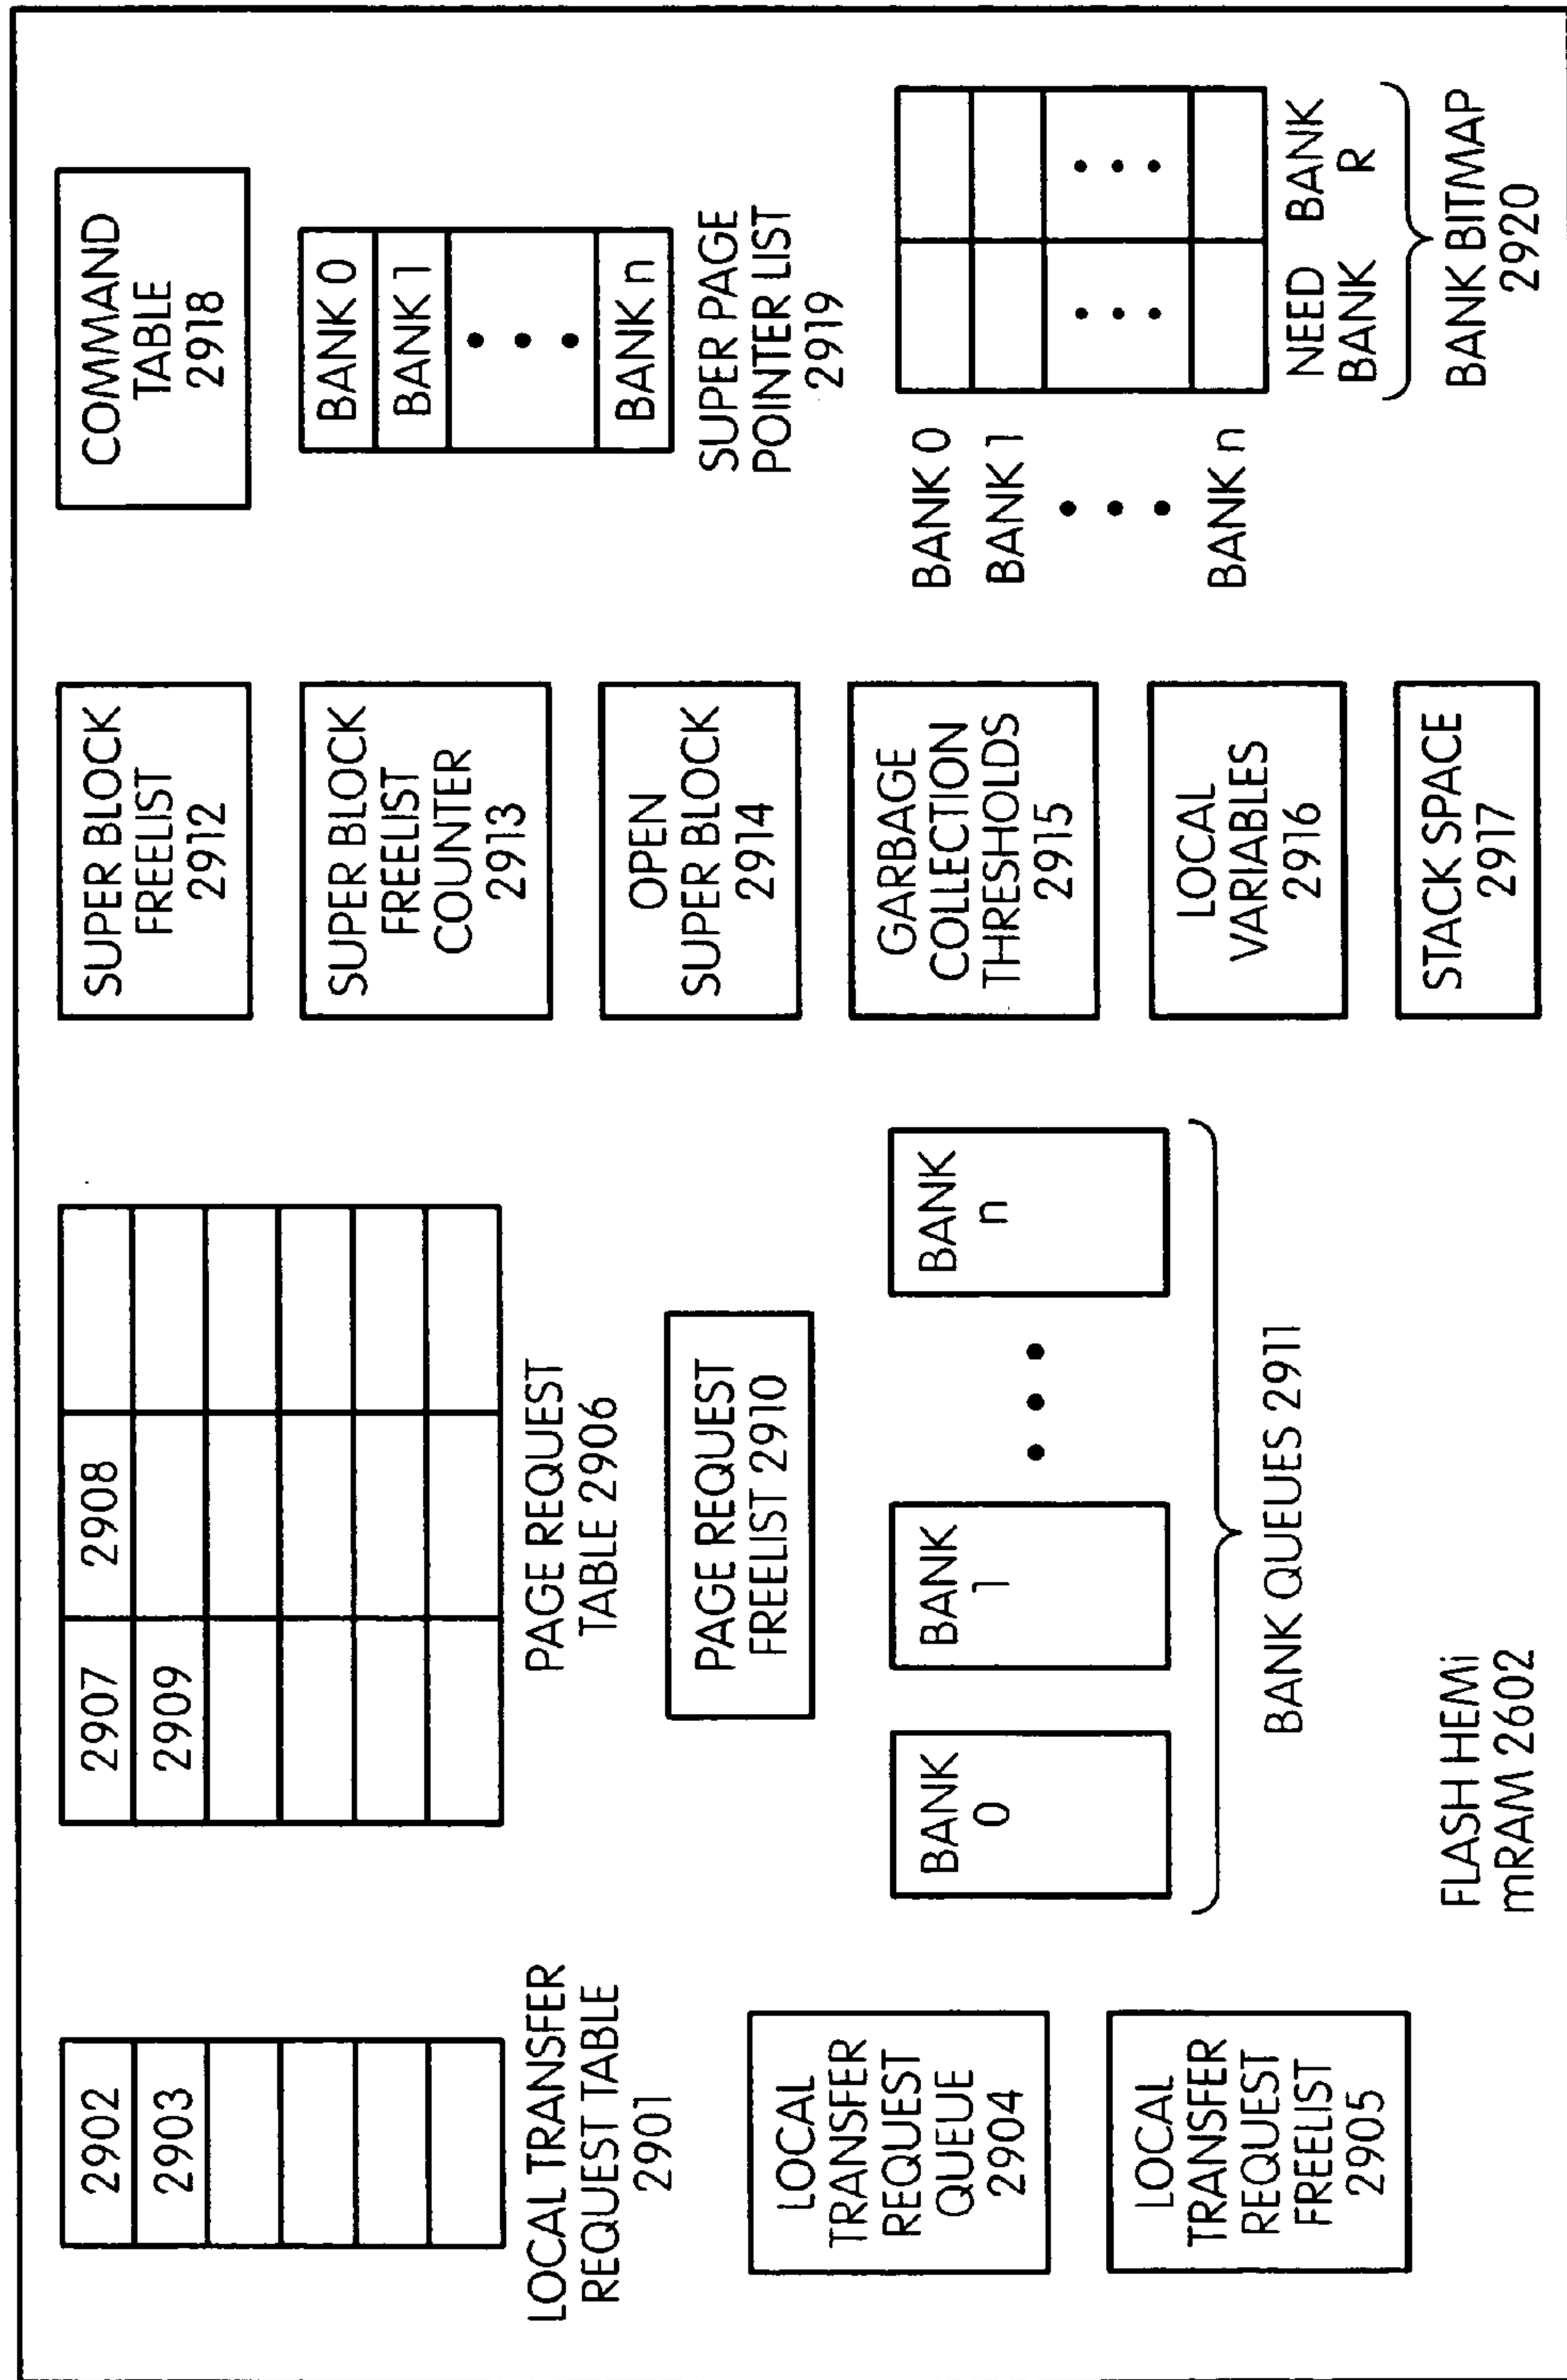 2902
2903
LOCAL TRANSFER
REQUEST TABLE
2901
LOCAL
TRANSFER
REQUEST
QUEUE
2904
LOCAL
TRANSFER
REQUEST
FREELIST
2905
2907 2908
2909
PAGE REQUEST
TABLE 2906
PAGE REQUEST
FREELIST 2910
BANK
0
BANK
1
BANK
n
BANK QUEUES 2911
FLASH HEMi
mRAM 2602
SUPER BLOCK
FREELIST
2912
SUPER BLOCK
FREELIST
COUNTER
2913
OPEN
SUPER BLOCK
2914
GARBAGE
COLLECTION
THRESHOLDS
2915
LOCAL
VARIABLES
2916
STACK SPACE
2917
COMMAND
TABLE
2918
BANK 0
BANK 1
BANK n
SUPER PAGE
POINTER LIST
2919
BANK 0
BANK 1
BANK n
NEED
BANK
BANK
R
BANK BITMAP
2920